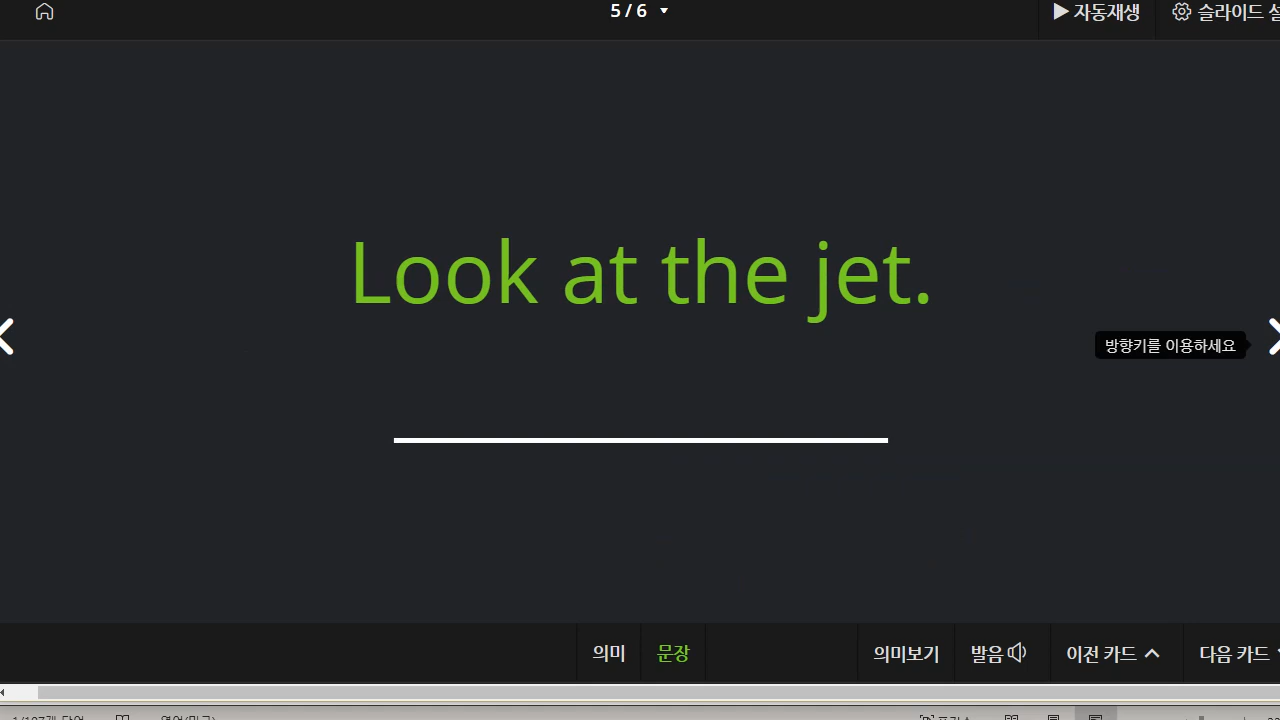 5 / 6
자동재생
슬라이드
Look at the jet.
방향키를 이용하세요
의미
문장
의미보기
발음
이전 카드
다음 카드